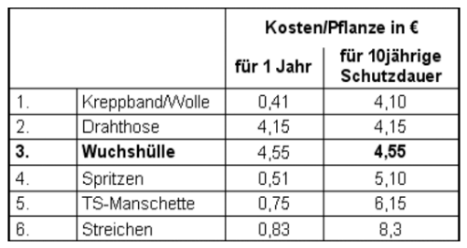 Kosten/Pflanze in €
für 1 Jahr für 10jährige Schutzdauer
1. Kreppband/Wolle 0,41 4,10
2. Drahthose 4,15 4,15
3. Wuchshülle 4,55 4,55
4. Spritzen 0,51 5,10
5. TS-Manschette 0,75 6,15
6. Streichen 0,83 8,3